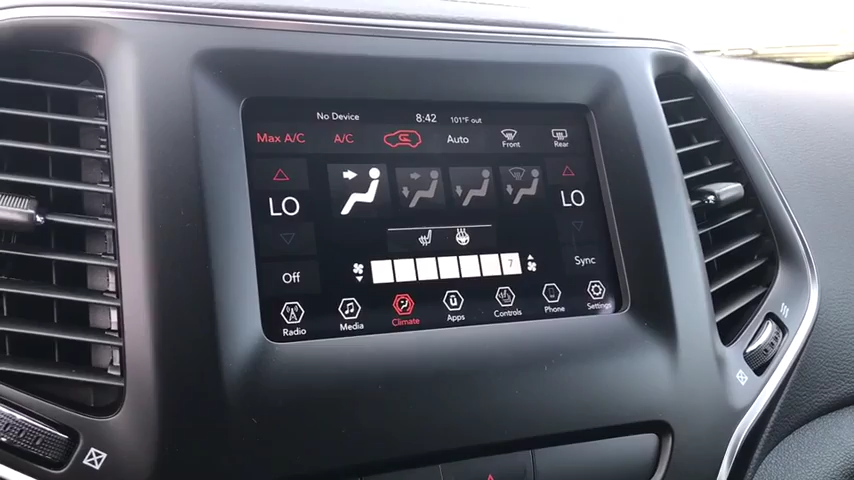 No Device 8:42 101°F out
Max A/C A/C Auto Front Rear
LO LO
Off 7 Sync
Radio Media Climate Apps Controls Phone Settings